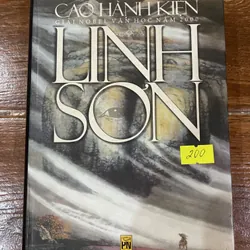 CAO HÀNH KIỆN
GIẢI NOBEL VĂN HỌC NĂM 2000
LINH
SƠN
200